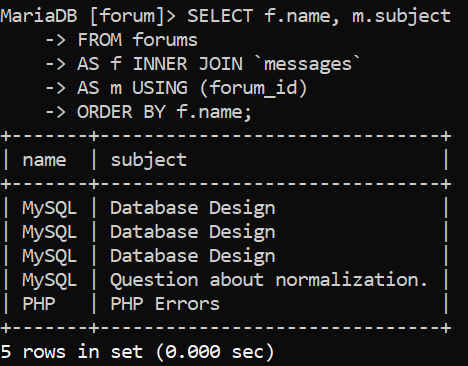 MariaDB [forum]> SELECT f.name, m.subject
    -> FROM forums
    -> AS f INNER JOIN `messages`
    -> AS m USING (forum_id)
    -> ORDER BY f.name;
+-------+-------------------------------+
| name  | subject                       |
+-------+-------------------------------+
| MySQL | Database Design               |
| MySQL | Database Design               |
| MySQL | Database Design               |
| MySQL | Question about normalization. |
| PHP   | PHP Errors                    |
+-------+-------------------------------+
5 rows in set (0.000 sec)